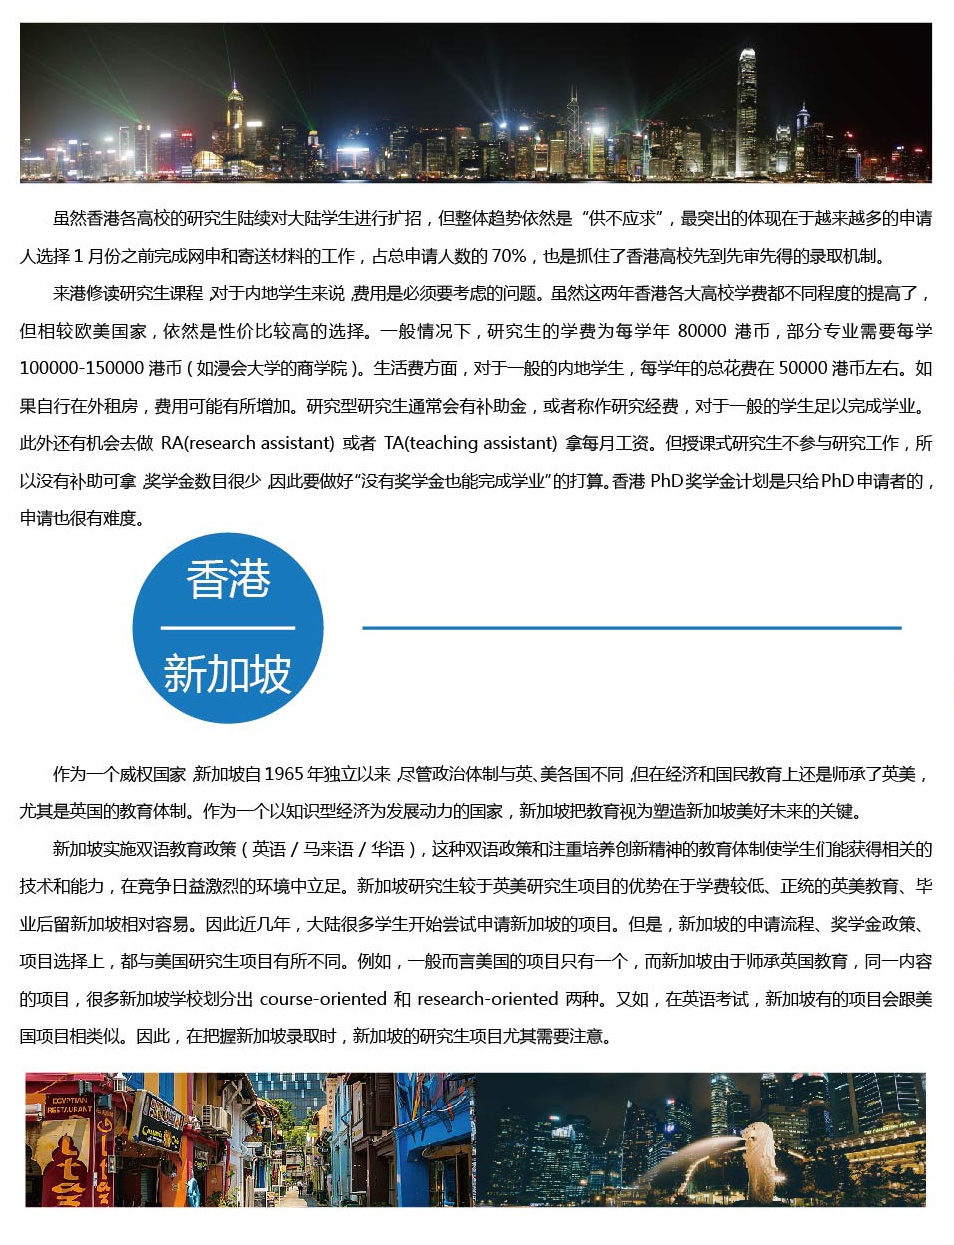 虽然香港各高校的研究生陆续对大陆学生进行扩招，但整体趋势依然是“供不应求”，最突出的体现在于越来越多的申请
人选择 1 月份之前完成网申和寄送材料的工作，占总申请人数的 70%，也是抓住了香港高校先到先审先得的录取机制。
来港修读研究生课程，对于内地学生来说，费用是必须要考虑的问题。虽然这两年香港各大高校学费都不同程度的提高了，
但相较欧美国家，依然是性价比较高的选择。一般情况下，研究生的学费为每学年 80000 港币，部分专业需要每学
100000-150000 港币（如浸会大学的商学院）。生活费方面，对于一般的内地学生，每学年的总花费在 50000 港币左右。如
果自行在外租房，费用可能有所增加。研究型研究生通常会有补助金，或者称作研究经费，对于一般的学生足以完成学业。
此外还有机会去做 RA(research assistant) 或者 TA(teaching assistant) 拿每月工资。但授课式研究生不参与研究工作，所
以没有补助可拿，奖学金数目很少，因此要做好“没有奖学金也能完成学业”的打算。香港 PhD 奖学金计划是只给 PhD 申请者的，
申请也很有难度。
香港
新加坡
作为一个威权国家，新加坡自 1965 年独立以来，尽管政治体制与英、美各国不同，但在经济和国民教育上还是师承了英美，
尤其是英国的教育体制。作为一个以知识型经济为发展动力的国家，新加坡把教育视为塑造新加坡美好未来的关键。
新加坡实施双语教育政策（英语 / 马来语 / 华语），这种双语政策和注重培养创新精神的教育体制使学生们能获得相关的
技术和能力，在竞争日益激烈的环境中立足。新加坡研究生较于英美研究生项目的优势在于学费较低、正统的英美教育、毕
业后留新加坡相对容易。因此近几年，大陆很多学生开始尝试申请新加坡的项目。但是，新加坡的申请流程、奖学金政策、
项目选择上，都与美国研究生项目有所不同。例如，一般而言美国的项目只有一个，而新加坡由于师承英国教育，同一内容
的项目，很多新加坡学校划分出 course-oriented 和 research-oriented 两种。又如，在英语考试，新加坡有的项目会跟美
国项目相类似。因此，在把握新加坡录取时，新加坡的研究生项目尤其需要注意。
EGYPTIAN
RESTAURANT